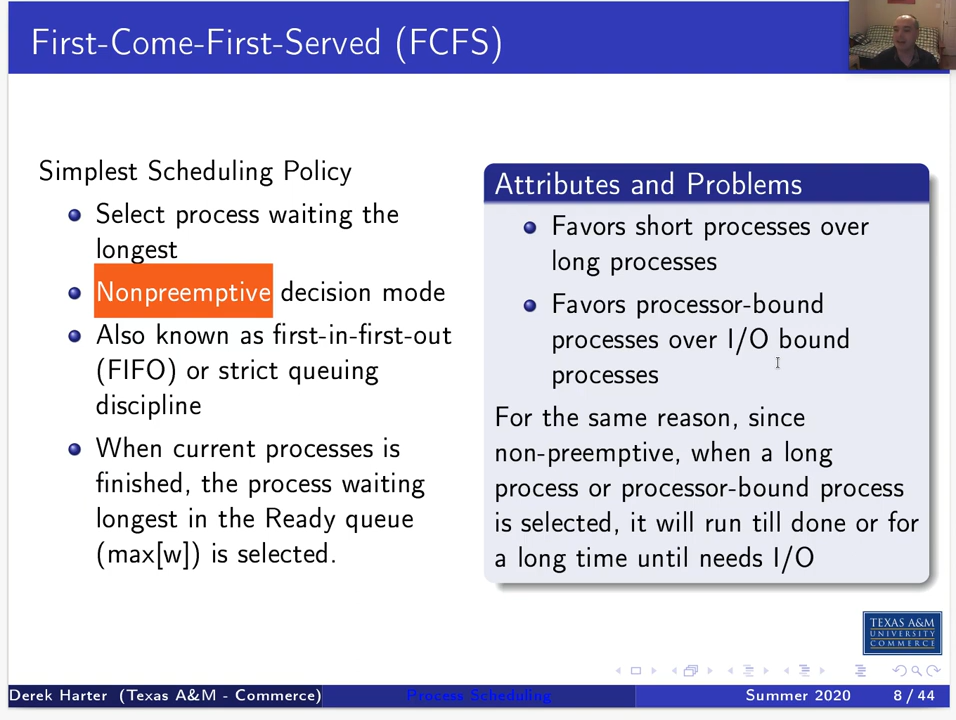 First-Come-First-Served (FCFS)
Simplest Scheduling Policy
Select process waiting the
longest
Nonpreemptive decision mode
Also known as first-in-first-out
(FIFO) or strict queuing
discipline
When current processes is
finished, the process waiting
longest in the Ready queue
(max[w]) is selected.
Attributes and Problems
Favors short processes over
long processes
Favors processor-bound
processes over I/O bound
processes
For the same reason, since
non-preemptive, when a long
process or processor-bound process
is selected, it will run till done or for
a long time until needs I/O
TEXAS A&M
UNIVERSITY
COMMERCE
Derek Harter (Texas A&M - Commerce)
Process Scheduling
Summer 2020
8 / 44